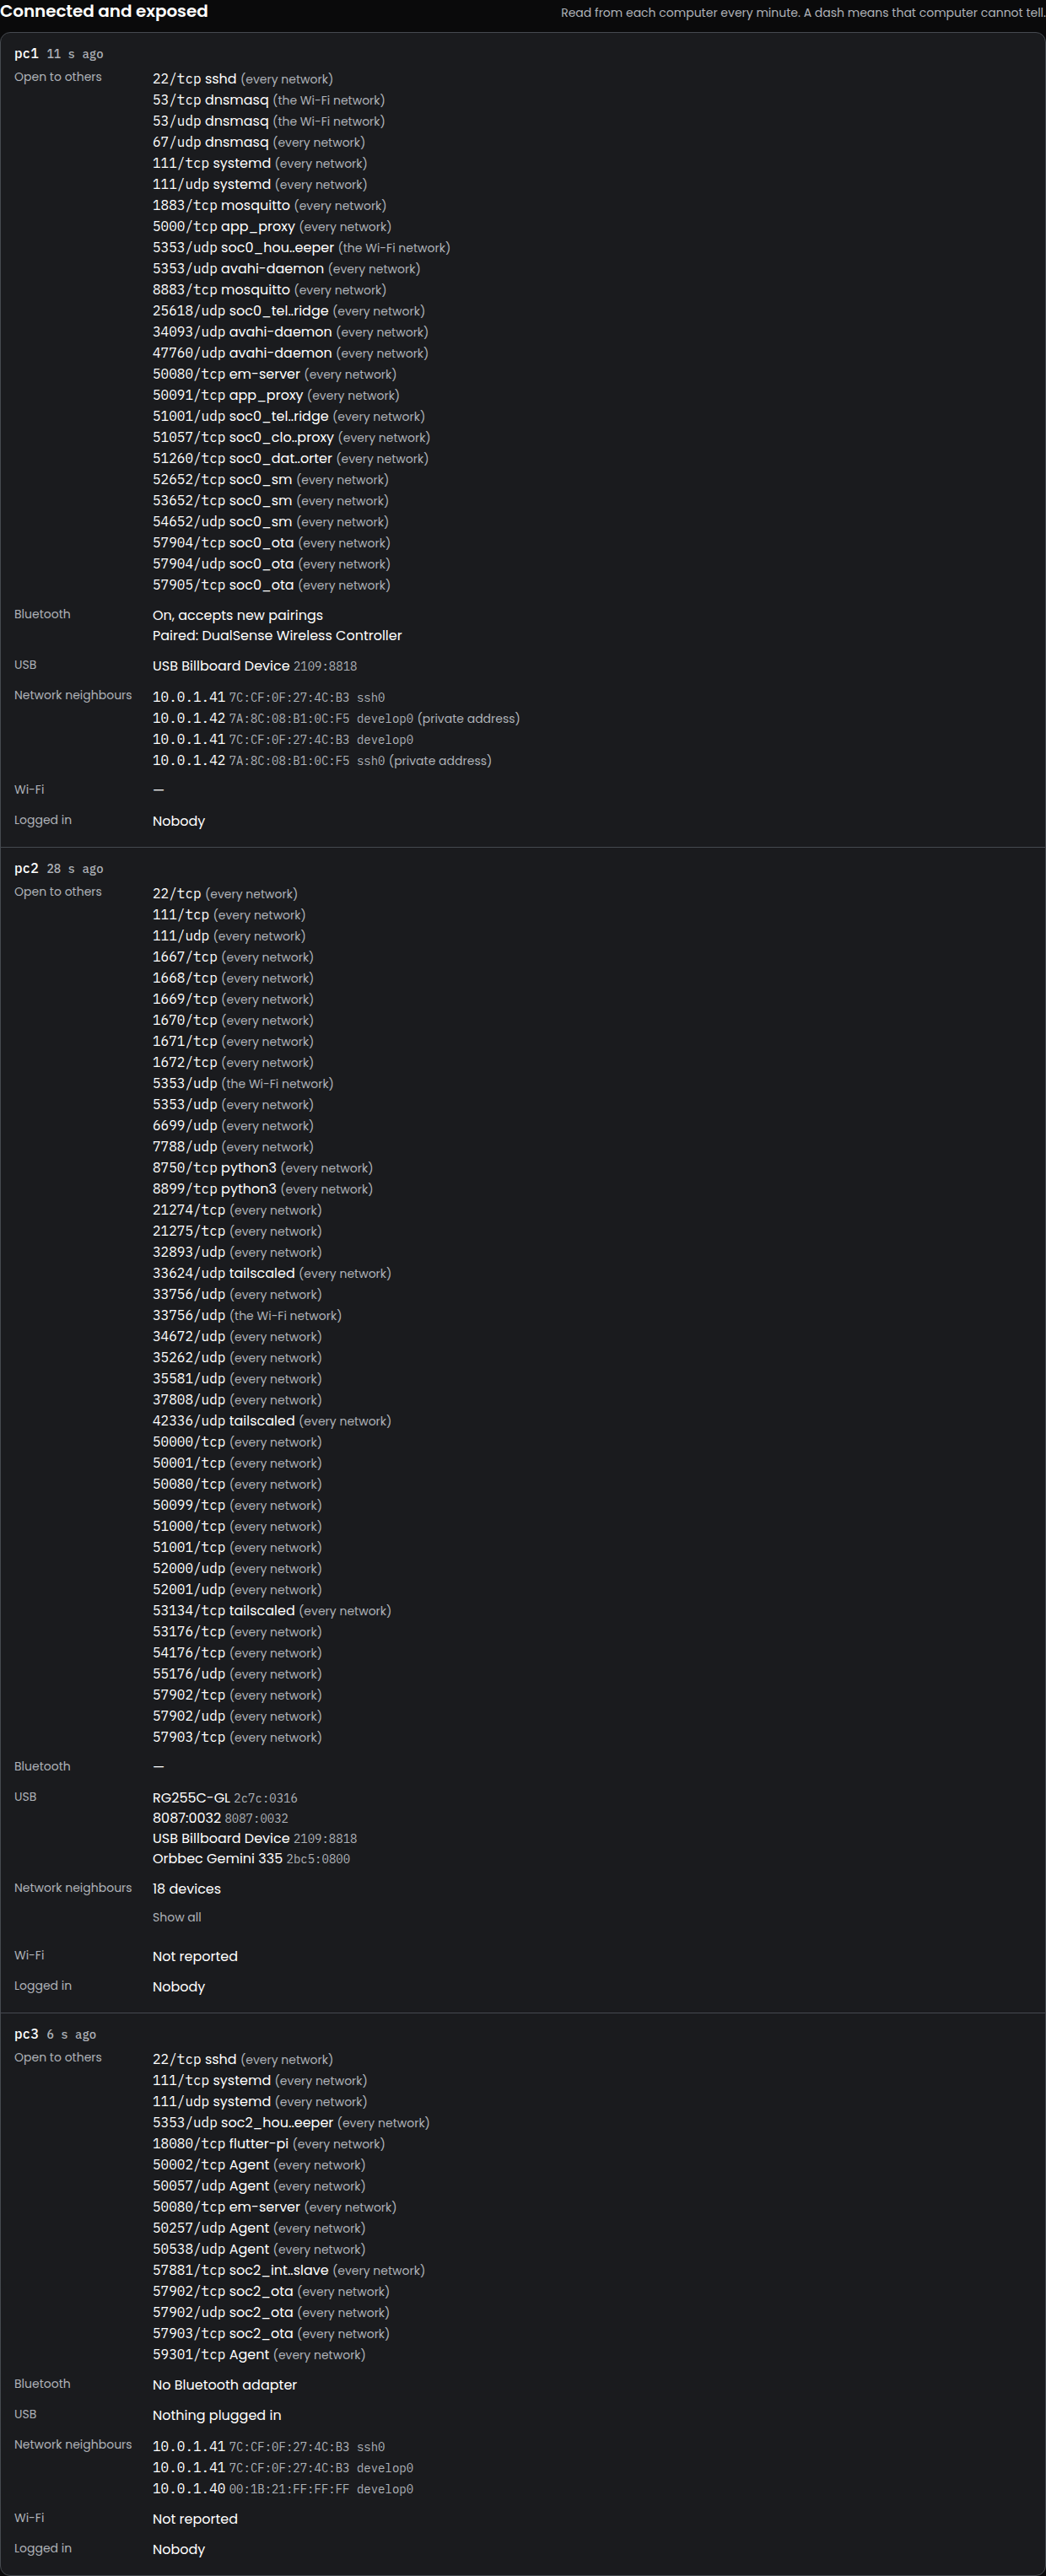 Connected and exposed
Read from each computer every minute. A dash means that computer cannot tell.
pc1 11 s ago
Open to others
22/tcp sshd (every network)
53/tcp dnsmasq (the Wi-Fi network)
53/udp dnsmasq (the Wi-Fi network)
67/udp dnsmasq (every network)
111/tcp systemd (every network)
111/udp systemd (every network)
1883/tcp mosquitto (every network)
5000/tcp app_proxy (every network)
5353/udp soc0_hou..eeper (the Wi-Fi network)
5353/udp avahi-daemon (every network)
8883/tcp mosquitto (every network)
25618/udp soc0_tel..ridge (every network)
34093/udp avahi-daemon (every network)
47760/udp avahi-daemon (every network)
50080/tcp em-server (every network)
50091/tcp app_proxy (every network)
51001/udp soc0_tel..ridge (every network)
51057/tcp soc0_clo..proxy (every network)
51260/tcp soc0_dat..orter (every network)
52652/tcp soc0_sm (every network)
53652/tcp soc0_sm (every network)
54652/udp soc0_sm (every network)
57904/tcp soc0_ota (every network)
57904/udp soc0_ota (every network)
57905/tcp soc0_ota (every network)
Bluetooth
On, accepts new pairings
Paired: DualSense Wireless Controller
USB
USB Billboard Device 2109:8818
Network neighbours
10.0.1.41 7C:CF:0F:27:4C:B3 ssh0
10.0.1.42 7A:8C:08:B1:0C:F5 develop0 (private address)
10.0.1.41 7C:CF:0F:27:4C:B3 develop0
10.0.1.42 7A:8C:08:B1:0C:F5 ssh0 (private address)
Wi-Fi
—
Logged in
Nobody
pc2 28 s ago
Open to others
22/tcp (every network)
111/tcp (every network)
111/udp (every network)
1667/tcp (every network)
1668/tcp (every network)
1669/tcp (every network)
1670/tcp (every network)
1671/tcp (every network)
1672/tcp (every network)
5353/udp (the Wi-Fi network)
5353/udp (every network)
6699/udp (every network)
7788/udp (every network)
8750/tcp python3 (every network)
8899/tcp python3 (every network)
21274/tcp (every network)
21275/tcp (every network)
32893/udp (every network)
33624/udp tailscaled (every network)
33756/udp (every network)
33756/udp (the Wi-Fi network)
34672/udp (every network)
35262/udp (every network)
35581/udp (every network)
37808/udp (every network)
42336/udp tailscaled (every network)
50000/tcp (every network)
50001/tcp (every network)
50080/tcp (every network)
50099/tcp (every network)
51000/tcp (every network)
51001/tcp (every network)
52000/udp (every network)
52001/udp (every network)
53134/tcp tailscaled (every network)
53176/tcp (every network)
54176/tcp (every network)
55176/udp (every network)
57902/tcp (every network)
57902/udp (every network)
57903/tcp (every network)
Bluetooth
—
USB
RG255C-GL 2c7c:0316
8087:0032 8087:0032
USB Billboard Device 2109:8818
Orbbec Gemini 335 2bc5:0800
Network neighbours
18 devices
Show all
Wi-Fi
Not reported
Logged in
Nobody
pc3 6 s ago
Open to others
22/tcp sshd (every network)
111/tcp systemd (every network)
111/udp systemd (every network)
5353/udp soc2_hou..eeper (every network)
18080/tcp flutter-pi (every network)
50002/tcp Agent (every network)
50057/udp Agent (every network)
50080/tcp em-server (every network)
50257/udp Agent (every network)
50538/udp Agent (every network)
57881/tcp soc2_int..slave (every network)
57902/tcp soc2_ota (every network)
57902/udp soc2_ota (every network)
57903/tcp soc2_ota (every network)
59301/tcp Agent (every network)
Bluetooth
No Bluetooth adapter
USB
Nothing plugged in
Network neighbours
10.0.1.41 7C:CF:0F:27:4C:B3 ssh0
10.0.1.41 7C:CF:0F:27:4C:B3 develop0
10.0.1.40 00:1B:21:FF:FF:FF develop0
Wi-Fi
Not reported
Logged in
Nobody